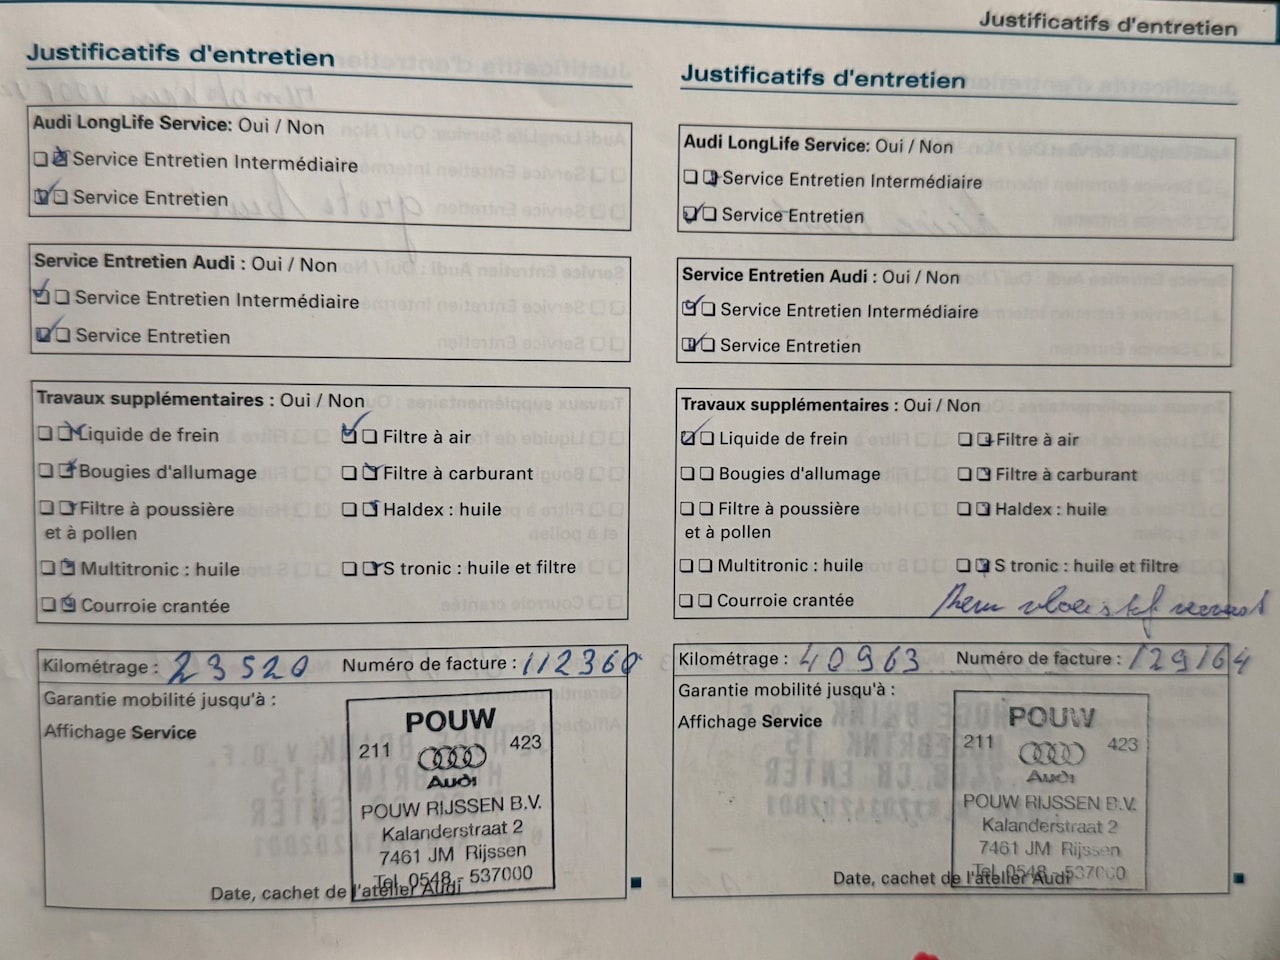 Justificatifs d'entretien
Justificatifs d'entretien
Audi LongLife Service: Oui / Non
Service Entretien Intermédiaire
Service Entretien
Service Entretien Audi : Oui / Non
Service Entretien Intermédiaire
Service Entretien
Travaux supplémentaires : Oui / Non
Liquide de frein
Filtre à air
Bougies d'allumage
Filtre à carburant
Filtre à poussière
et à pollen
Haldex : huile
Multitronic : huile
S tronic : huile et filtre
Courroie crantée
Kilométrage : 23520
Numéro de facture : 112360
Garantie mobilité jusqu'à :
Affichage Service
POUW
211 423
Audi
POUW RIJSSEN B.V.
Kalanderstraat 2
7461 JM Rijssen
Tel. 0548 - 537000
Date, cachet de l'atelier Audi
Justificatifs d'entretien
Audi LongLife Service: Oui / Non
Service Entretien Intermédiaire
Service Entretien
Service Entretien Audi : Oui / Non
Service Entretien Intermédiaire
Service Entretien
Travaux supplémentaires : Oui / Non
Liquide de frein
Filtre à air
Bougies d'allumage
Filtre à carburant
Filtre à poussière
et à pollen
Haldex : huile
Multitronic : huile
S tronic : huile et filtre
Courroie crantée
Kilométrage : 40963
Numéro de facture : 129164
Garantie mobilité jusqu'à :
Affichage Service
POUW
211 423
Audi
POUW RIJSSEN B.V.
Kalanderstraat 2
7461 JM Rijssen
Tel. 0548 - 537000
Date, cachet de l'atelier Audi